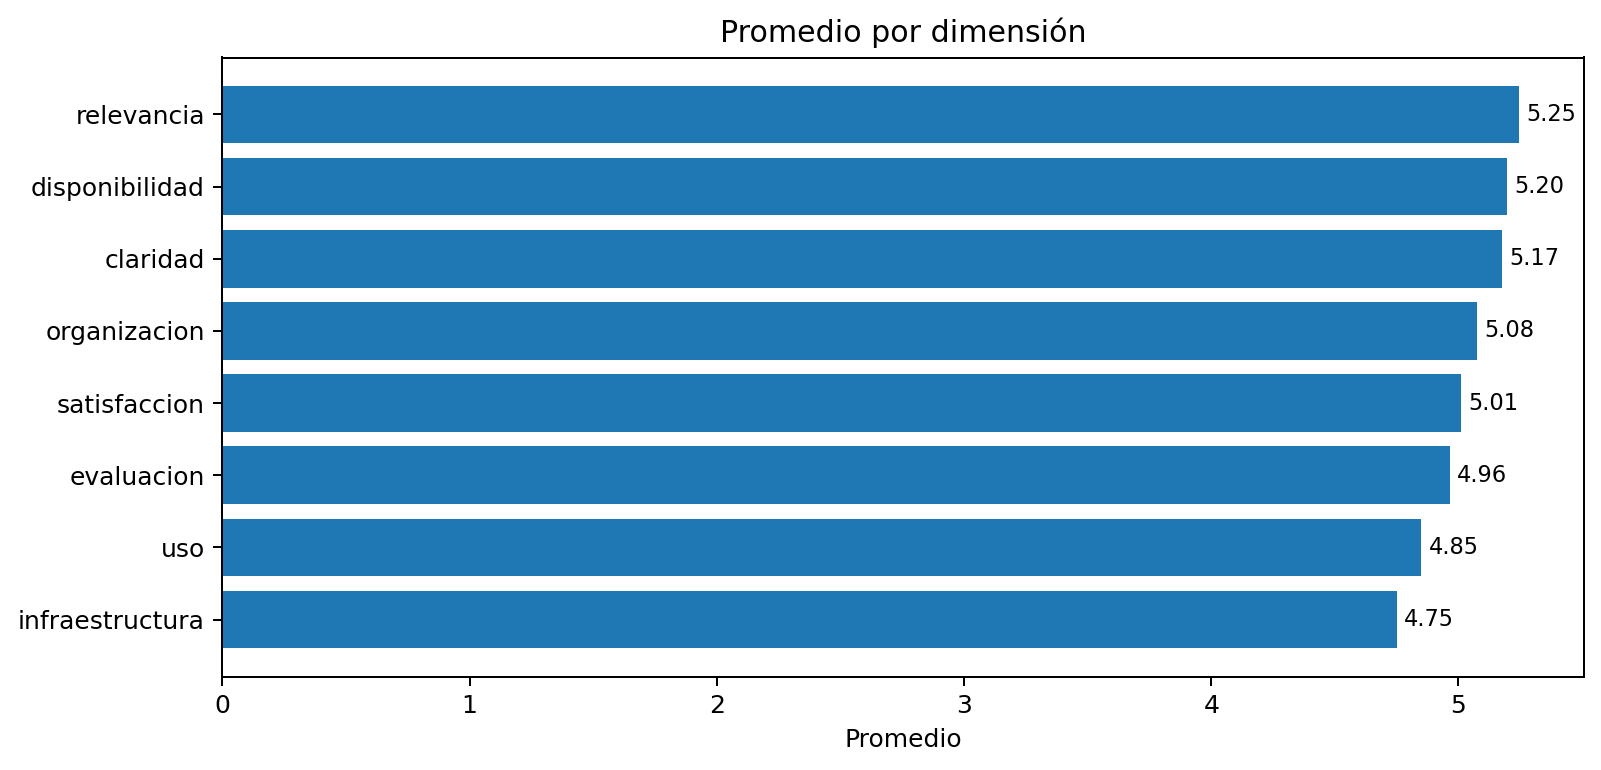 Promedio por dimensión
relevancia 5.25
disponibilidad 5.20
claridad 5.17
organizacion 5.08
satisfaccion 5.01
evaluacion 4.96
uso 4.85
infraestructura 4.75
0 1 2 3 4 5
Promedio